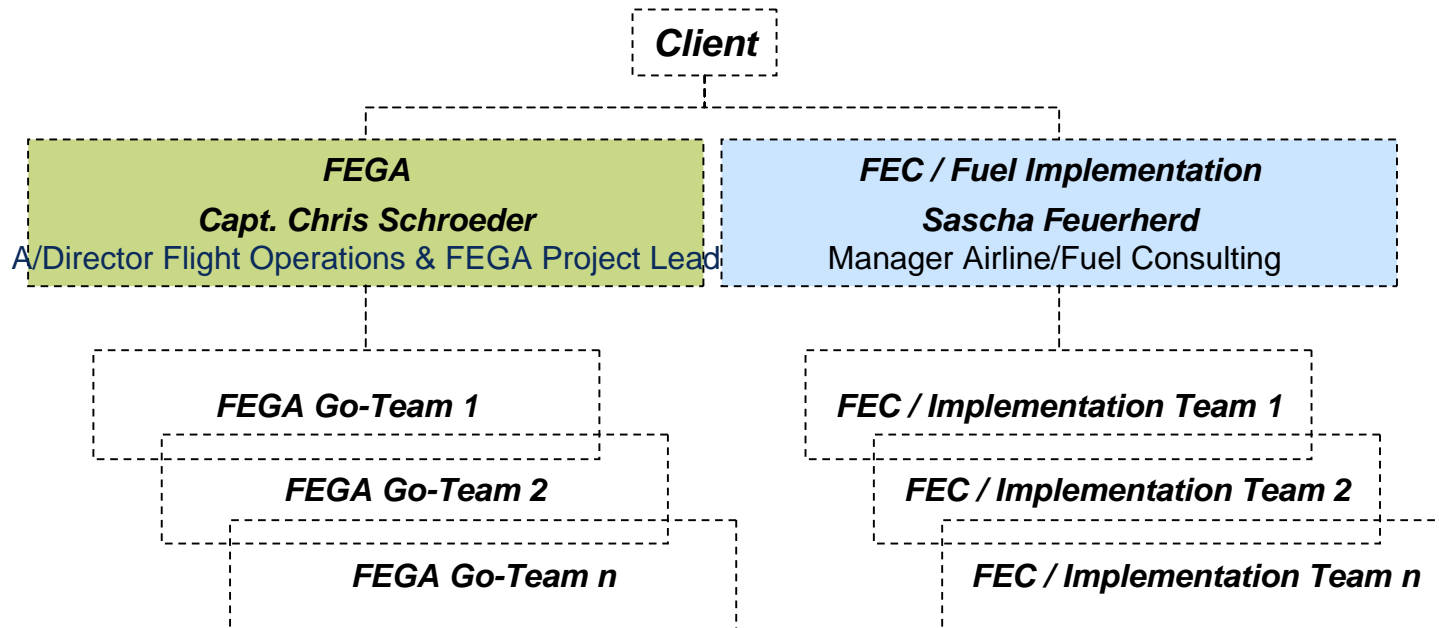 Client
FEGA
Capt. Chris Schroeder
A/Director Flight Operations & FEGA Project Lead
FEC / Fuel Implementation
Sascha Feuerherd
Manager Airline/Fuel Consulting
FEGA Go-Team 1
FEGA Go-Team 2
FEGA Go-Team n
FEC / Implementation Team 1
FEC / Implementation Team 2
FEC / Implementation Team n